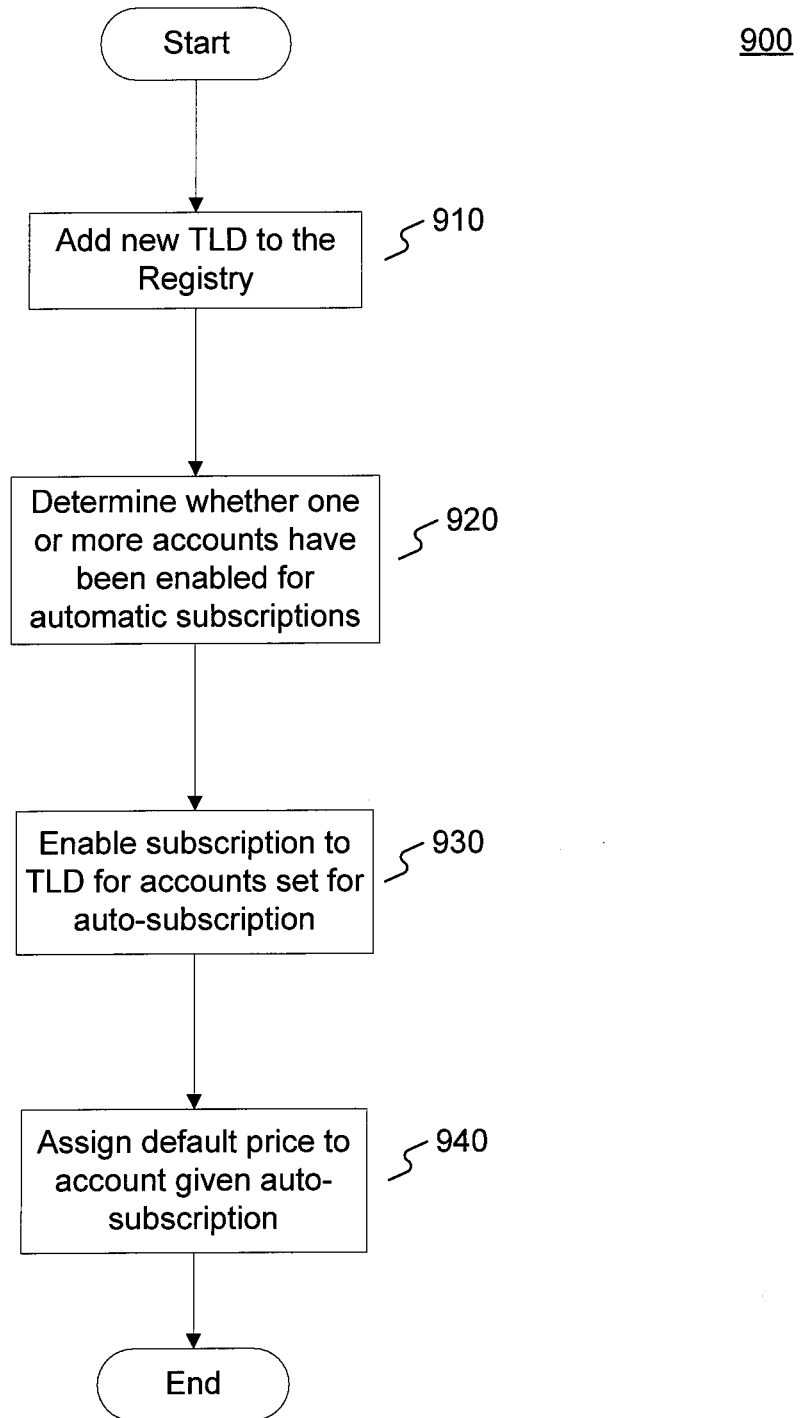 Start
900
Add new TLD to the
Registry
910
Determine whether one
or more accounts have
been enabled for
automatic subscriptions
920
Enable subscription to
TLD for accounts set for
auto-subscription
930
Assign default price to
account given auto-
subscription
940
End